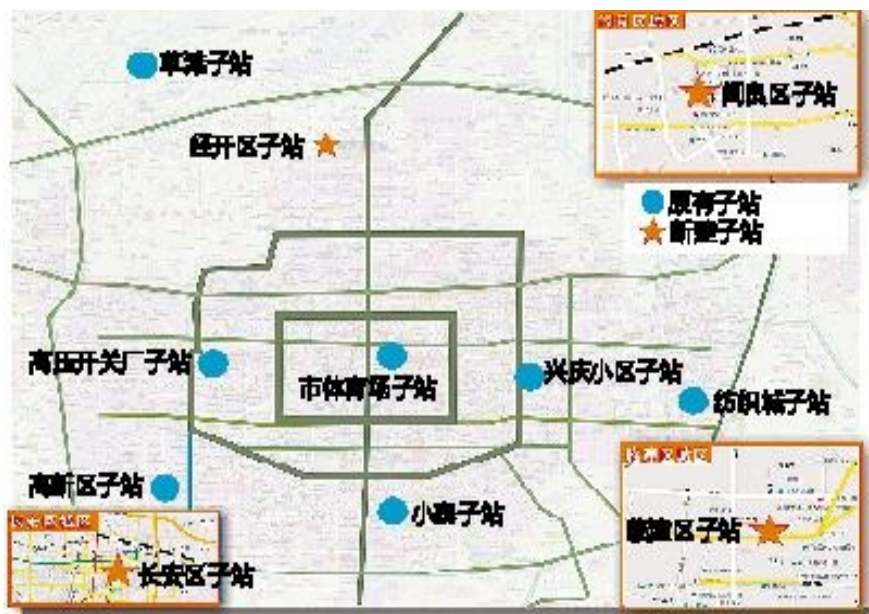 草滩子站
阎良区子站
经开区子站
原有子站
新建子站
高压开关厂子站
市体育场子站
兴庆小区子站
纺织城子站
高新区子站
小寨子站
临潼区子站
长安区子站